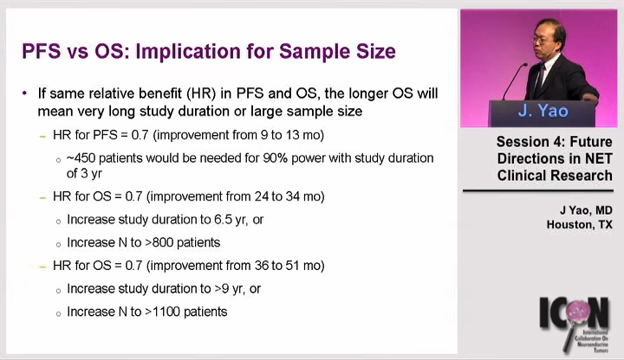 PFS vs OS: Implication for Sample Size
• If same relative benefit (HR) in PFS and OS, the longer OS will
mean very long study duration or large sample size
– HR for PFS = 0.7 (improvement from 9 to 13 mo)
○ ~450 patients would be needed for 90% power with study duration
of 3 yr
– HR for OS = 0.7 (improvement from 24 to 34 mo)
○ Increase study duration to 6.5 yr, or
○ Increase N to >800 patients
– HR for OS = 0.7 (improvement from 36 to 51 mo)
○ Increase study duration to >9 yr, or
○ Increase N to >1100 patients
J. Yao
Session 4: Future
Directions in NET
Clinical Research
J Yao, MD
Houston, TX
ICON
International
Collaboration On
Neuroendocrine
Tumors